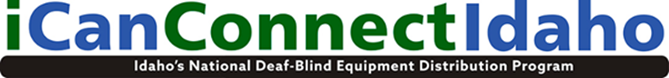 iCanConnectIdaho
Idaho's National Deaf-Blind Equipment Distribution Program